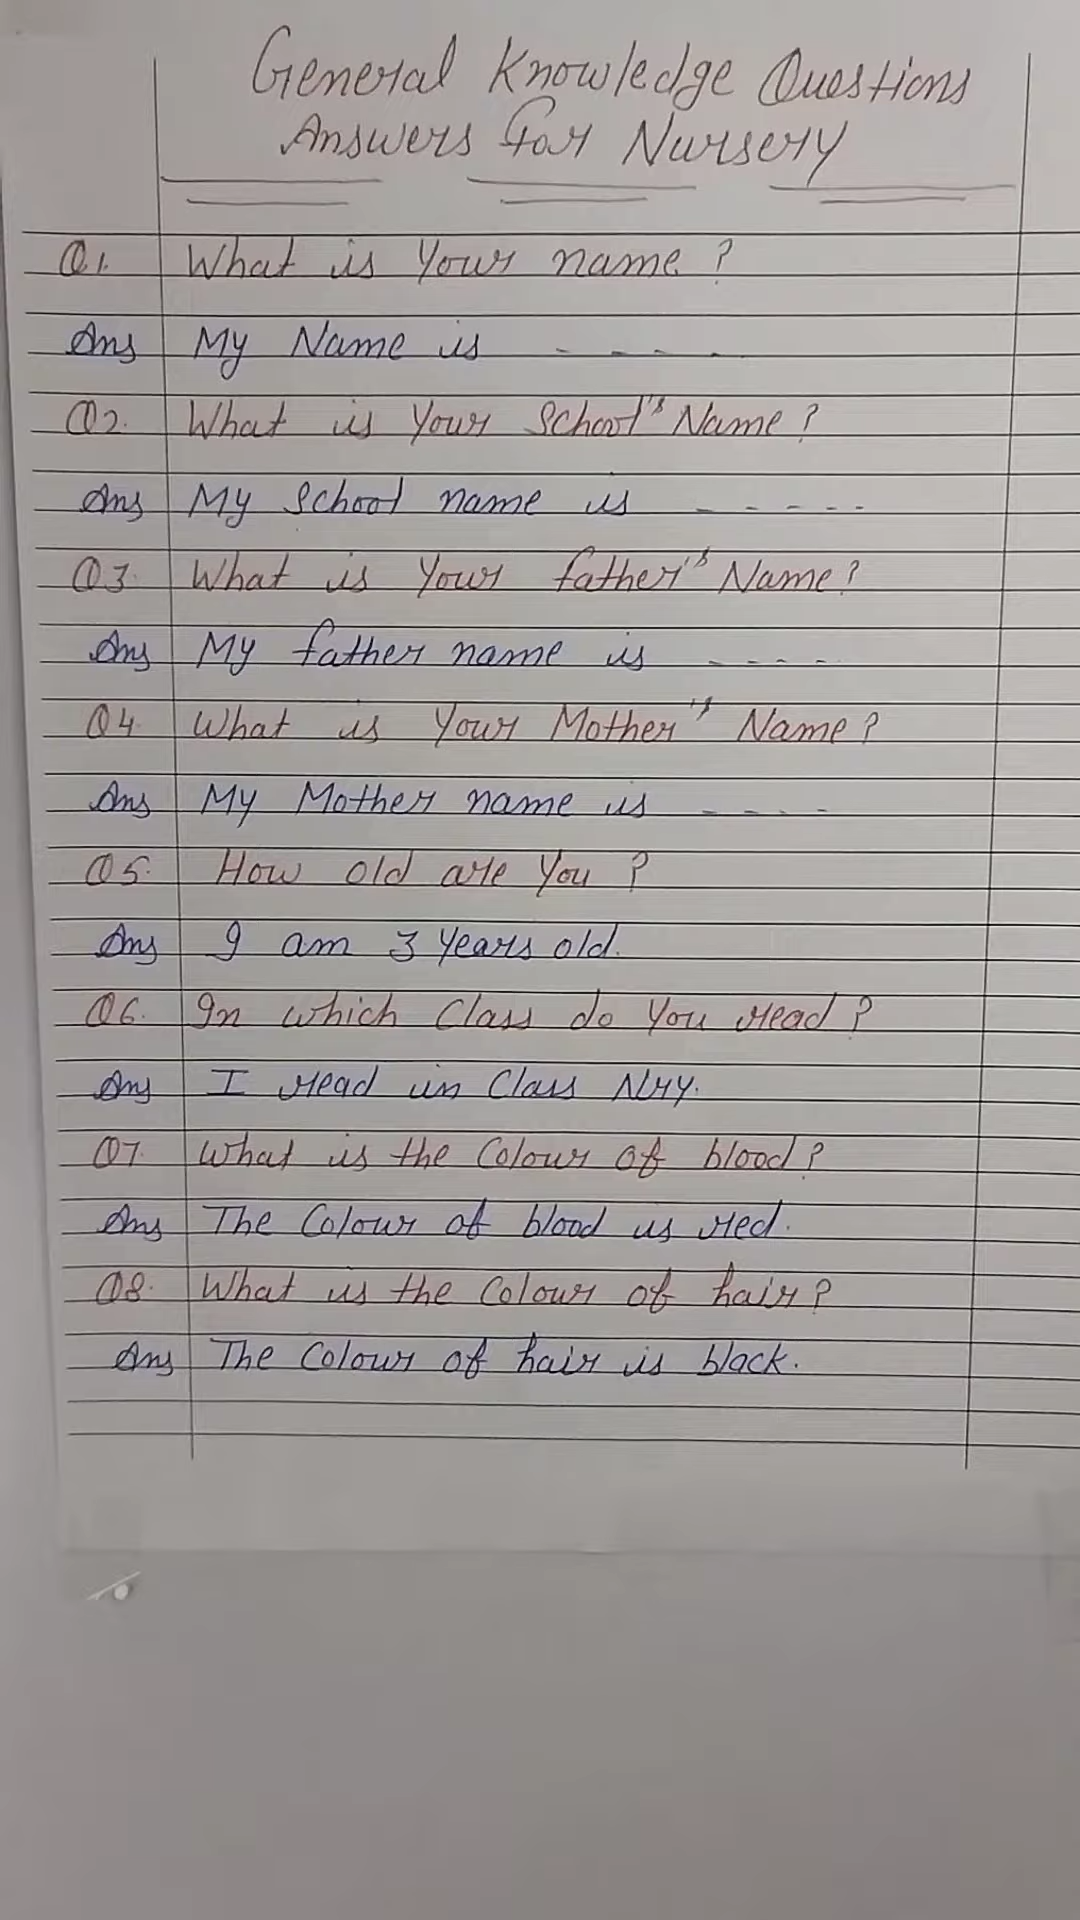 General Knowledge Questions
Answers For Nursery
Q1. What is Your name?
Ans My Name is - - - -
Q2. What is Your School's Name?
Ans My School name is - - - - -
Q3. What is Your father's Name?
Ans My father name is - - - -
Q4. What is Your Mother's Name?
Ans My Mother name is - - - -
Q5. How old are You?
Ans I am 3 Years old.
Q6. In which Class do You read?
Ans I read in Class Nry.
Q7. What is the Colour of blood?
Ans The Colour of blood is red.
Q8. What is the Colour of hair?
Ans The Colour of hair is black.